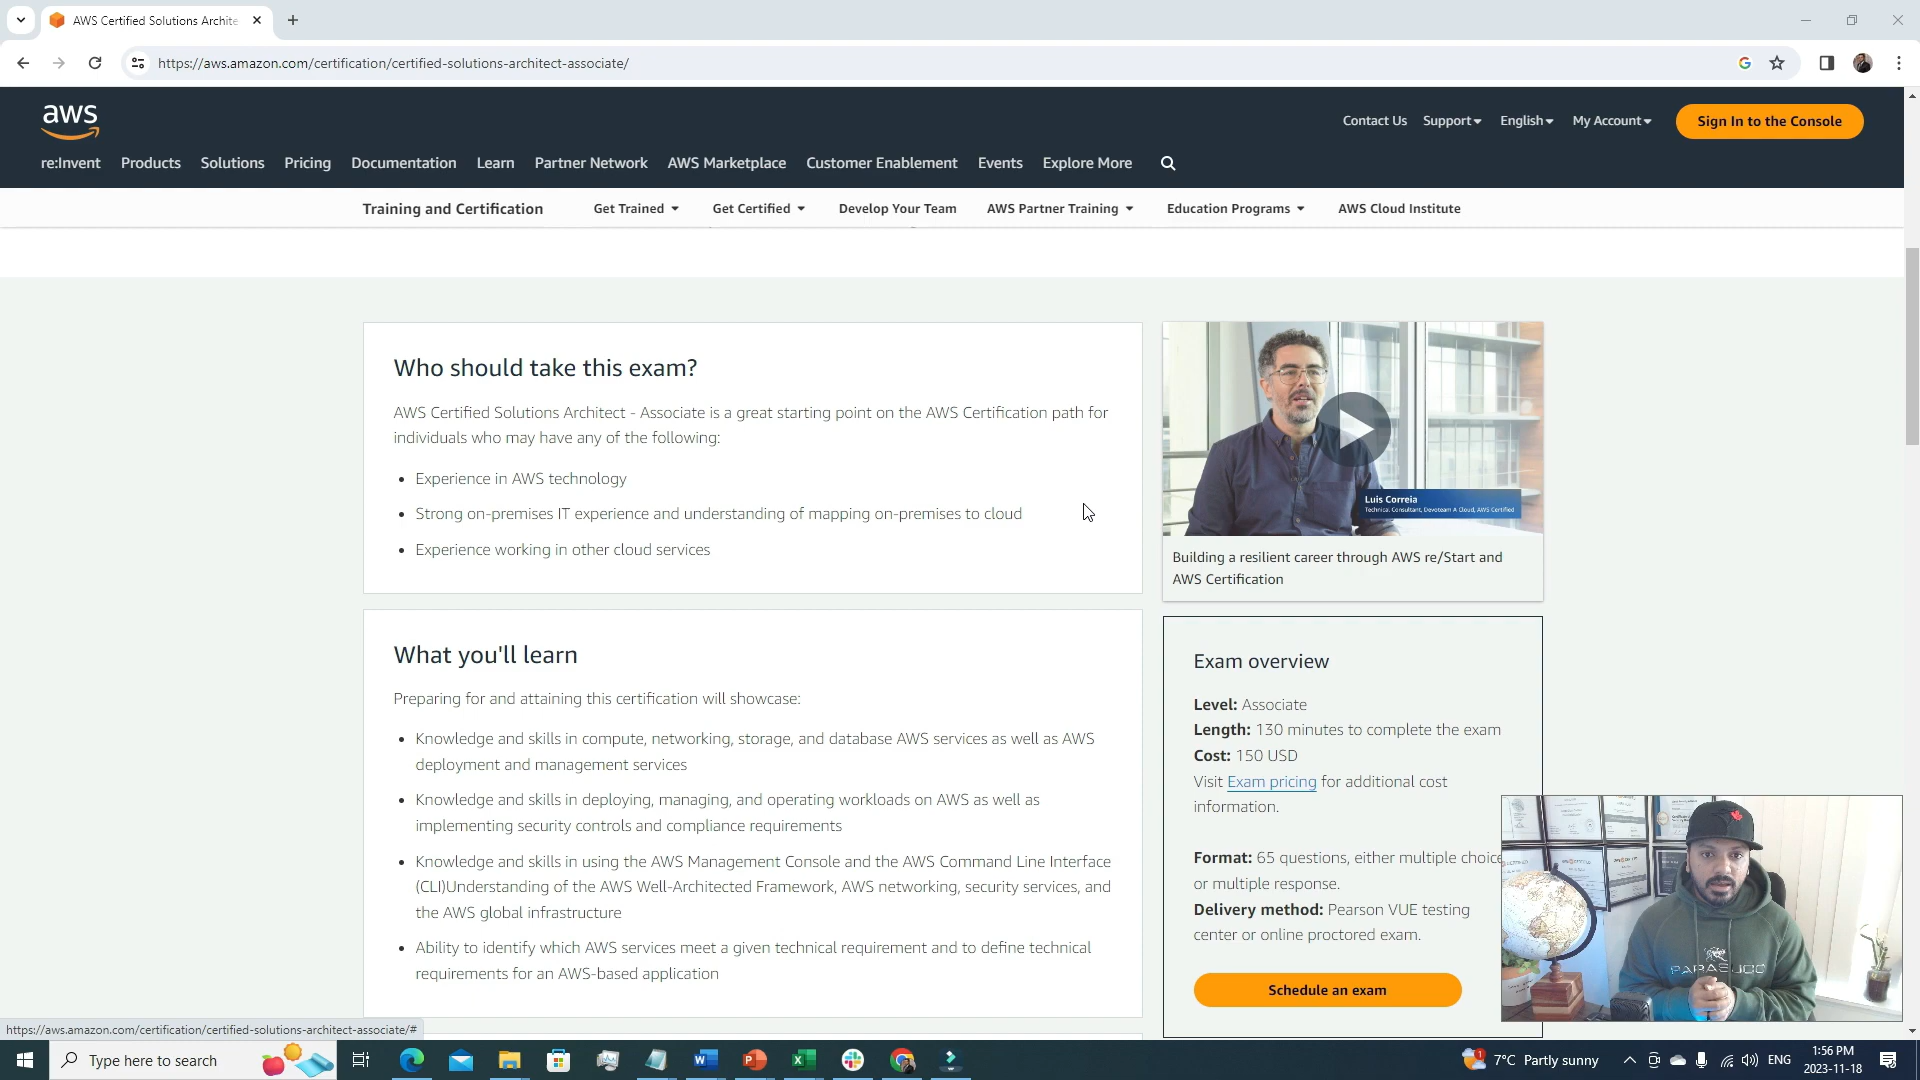 AWS Certified Solutions Archite
https://aws.amazon.com/certification/certified-solutions-architect-associate/
aws
Contact Us Support English My Account Sign In to the Console
re:Invent Products Solutions Pricing Documentation Learn Partner Network AWS Marketplace Customer Enablement Events Explore More
Training and Certification Get Trained Get Certified Develop Your Team AWS Partner Training Education Programs AWS Cloud Institute
Who should take this exam?
AWS Certified Solutions Architect - Associate is a great starting point on the AWS Certification path for
individuals who may have any of the following:
• Experience in AWS technology
• Strong on-premises IT experience and understanding of mapping on-premises to cloud
• Experience working in other cloud services
Luis Correia
Technical Consultant, Devoteam A Cloud, AWS Certified
Building a resilient career through AWS re/Start and
AWS Certification
What you'll learn
Preparing for and attaining this certification will showcase:
• Knowledge and skills in compute, networking, storage, and database AWS services as well as AWS
deployment and management services
• Knowledge and skills in deploying, managing, and operating workloads on AWS as well as
implementing security controls and compliance requirements
• Knowledge and skills in using the AWS Management Console and the AWS Command Line Interface
(CLI)Understanding of the AWS Well-Architected Framework, AWS networking, security services, and
the AWS global infrastructure
• Ability to identify which AWS services meet a given technical requirement and to define technical
requirements for an AWS-based application
Exam overview
Level: Associate
Length: 130 minutes to complete the exam
Cost: 150 USD
Visit Exam pricing for additional cost
information.
Format: 65 questions, either multiple choice
or multiple response.
Delivery method: Pearson VUE testing
center or online proctored exam.
Schedule an exam
PARASUCO
https://aws.amazon.com/certification/certified-solutions-architect-associate/#
Type here to search
1
7°C Partly sunny
ENG
1:56 PM
2023-11-18